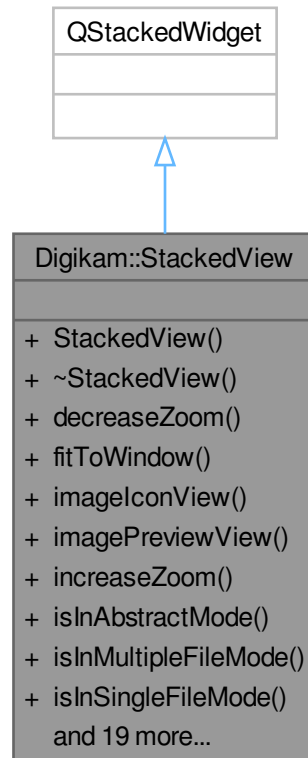 QStackedWidget
Digikam::StackedView
+ StackedView()
+ ~StackedView()
+ decreaseZoom()
+ fitToWindow()
+ imageIconView()
+ imagePreviewView()
+ increaseZoom()
+ isInAbstractMode()
+ isInMultipleFileMode()
+ isInSingleFileMode()
and 19 more...